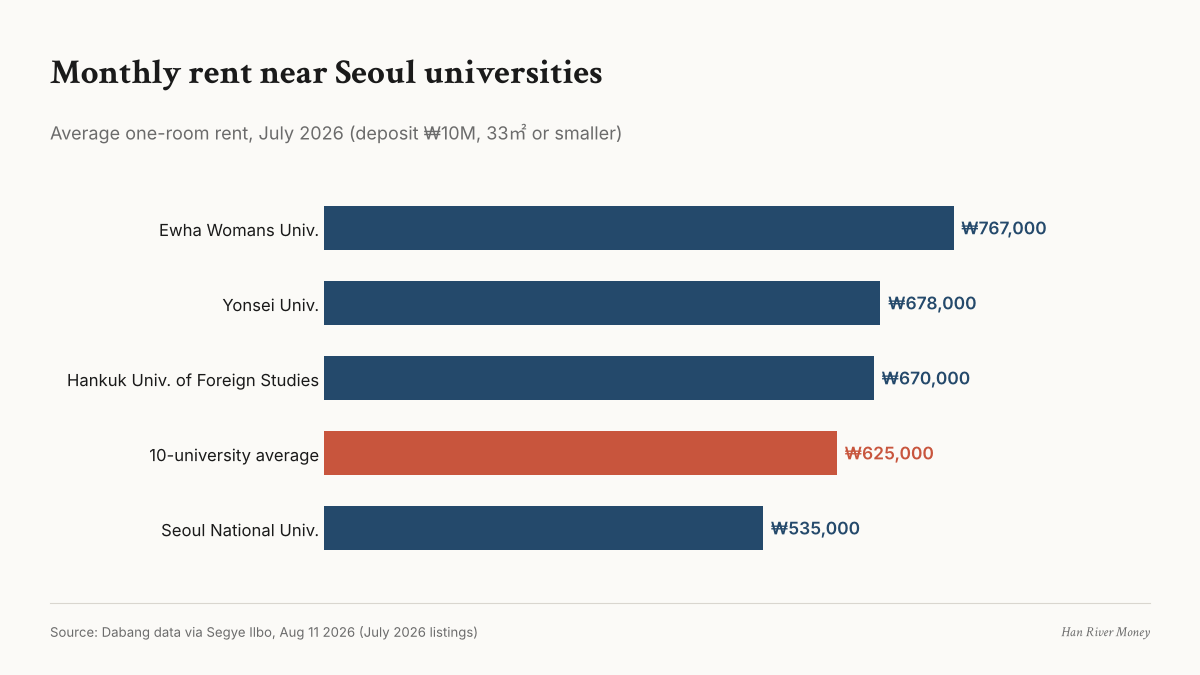 Monthly rent near Seoul universities
Average one-room rent, July 2026 (deposit ₩10M, 33㎡ or smaller)
Ewha Womans Univ. ₩767,000
Yonsei Univ. ₩678,000
Hankuk Univ. of Foreign Studies ₩670,000
10-university average ₩625,000
Seoul National Univ. ₩535,000
Source: Dabang data via Segye Ilbo, Aug 11 2026 (July 2026 listings)
Han River Money